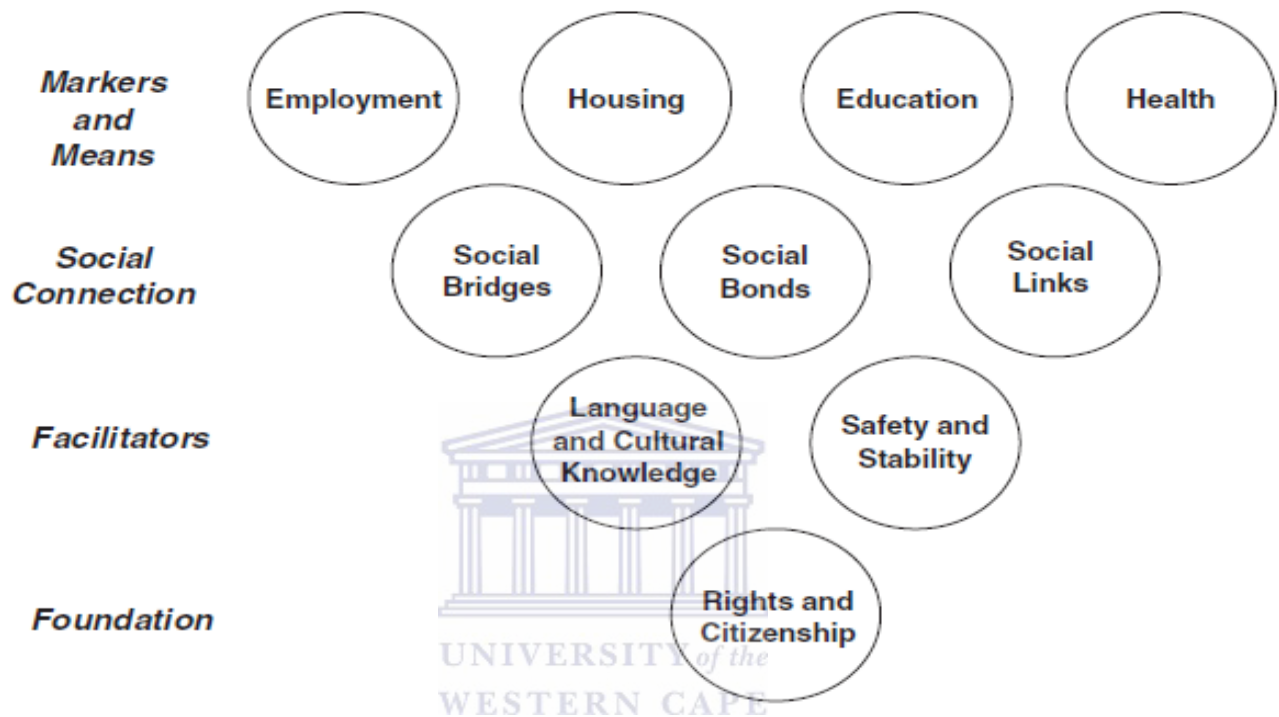 Markers
and
Means
Employment
Housing
Education
Health
Social
Connection
Social
Bridges
Social
Bonds
Social
Links
Facilitators
Language
and Cultural
Knowledge
Safety and
Stability
Foundation
Rights and
Citizenship
UNIVERSITY of the
WESTERN CAPE